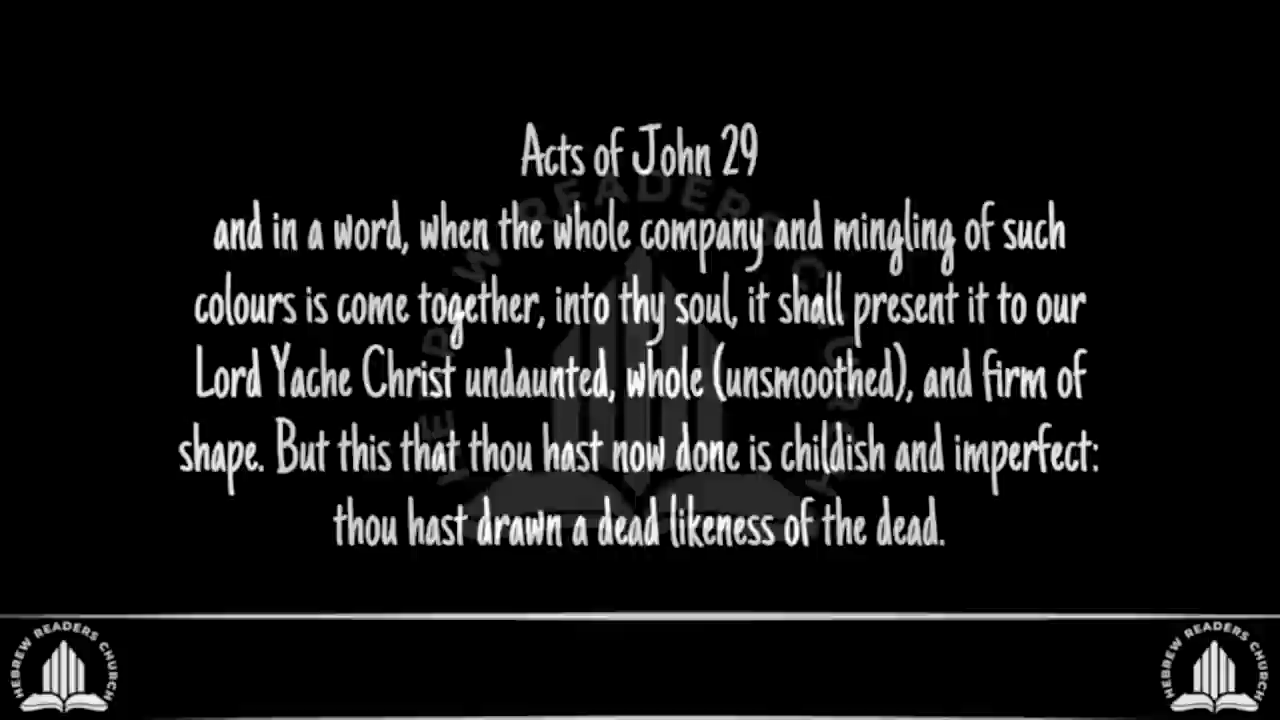 Acts of John 29
and in a word, when the whole company and mingling of such
colours is come together, into thy soul, it shall present it to our
Lord Yache Christ undaunted, whole (unsmoothed), and firm of
shape. But this that thou hast now done is childish and imperfect:
thou hast drawn a dead likeness of the dead.
HEBREW READERS CHURCH
HEBREW READERS CHURCH
HEBREW READERS CHURCH